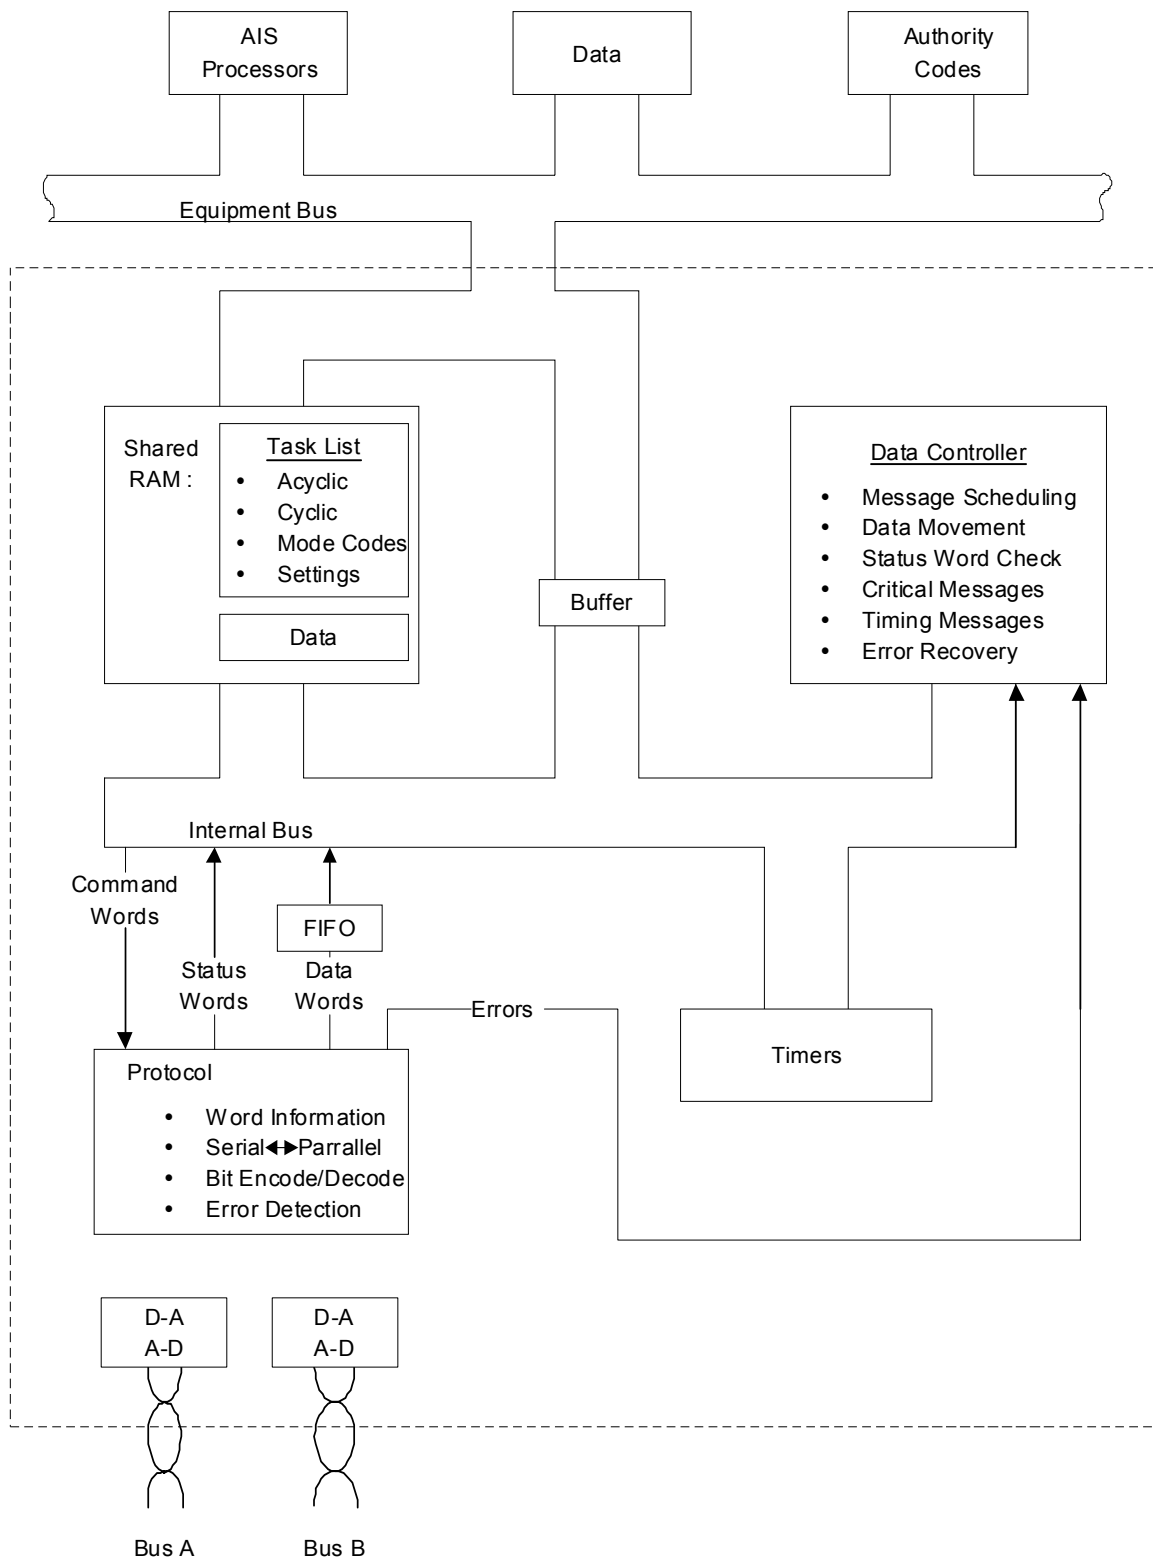 AIS
Processors
Data
Authority
Codes
Equipment Bus
Shared
RAM :
Task List
• Acyclic
• Cyclic
• Mode Codes
• Settings
Data
Buffer
Data Controller
• Message Scheduling
• Data Movement
• Status Word Check
• Critical Messages
• Timing Messages
• Error Recovery
Internal Bus
Command
Words
Status
Words
FIFO
Data
Words
Errors
Timers
Protocol
• Word Information
• Serial◄►Parrallel
• Bit Encode/Decode
• Error Detection
D-A
A-D
D-A
A-D
Bus A
Bus B